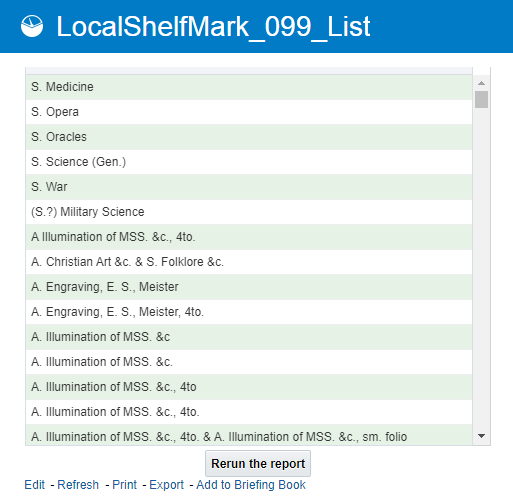 LocalShelfMark_099_List
S. Medicine
S. Opera
S. Oracles
S. Science (Gen.)
S. War
(S.?) Military Science
A Illumination of MSS. &c., 4to.
A. Christian Art &c. & S. Folklore &c.
A. Engraving, E. S., Meister
A. Engraving, E. S., Meister, 4to.
A. Illumination of MSS. &c
A. Illumination of MSS. &c.
A. Illumination of MSS. &c., 4to
A. Illumination of MSS. &c., 4to.
A. Illumination of MSS. &c., 4to. & A. Illumination of MSS. &c., sm. folio
Rerun the report
Edit - Refresh - Print - Export - Add to Briefing Book